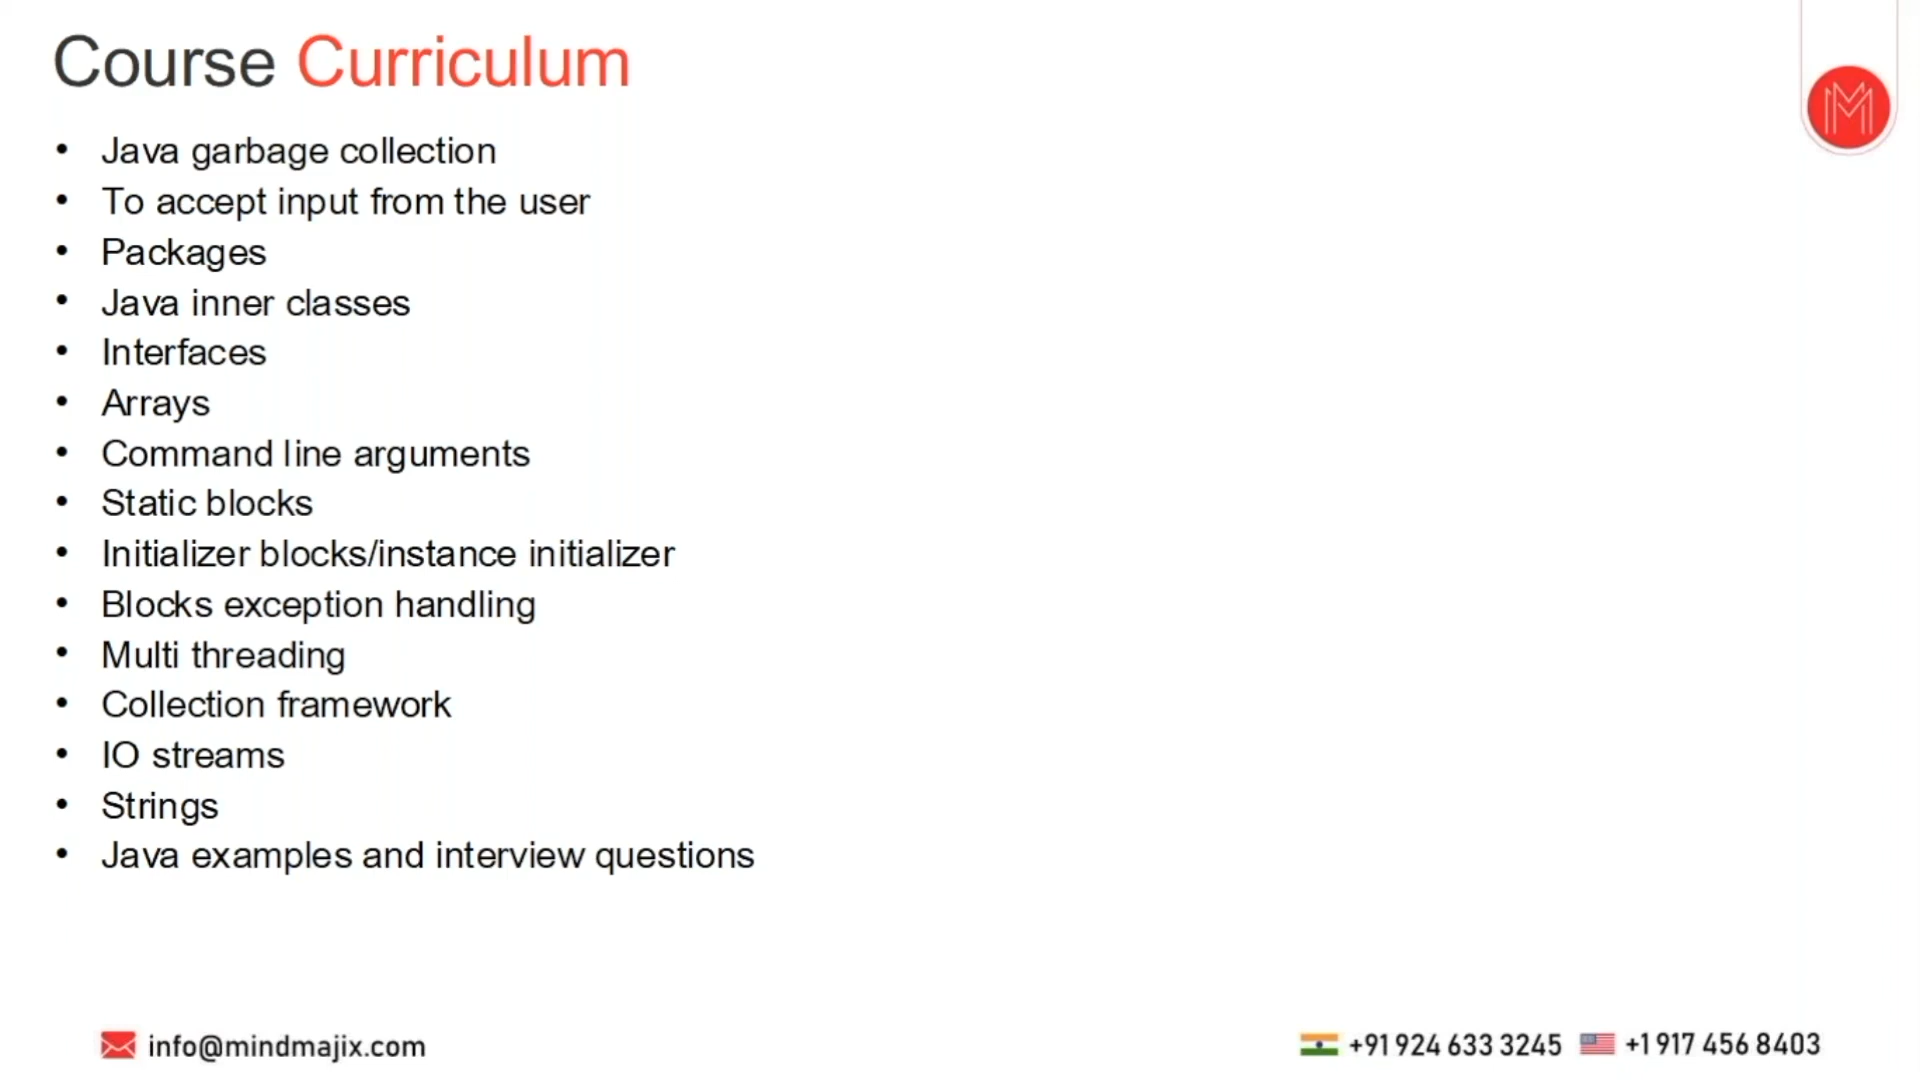 Course Curriculum
• Java garbage collection
• To accept input from the user
• Packages
• Java inner classes
• Interfaces
• Arrays
• Command line arguments
• Static blocks
• Initializer blocks/instance initializer
• Blocks exception handling
• Multi threading
• Collection framework
• IO streams
• Strings
• Java examples and interview questions
info@mindmajix.com
+91 924 633 3245 +1 917 456 8403